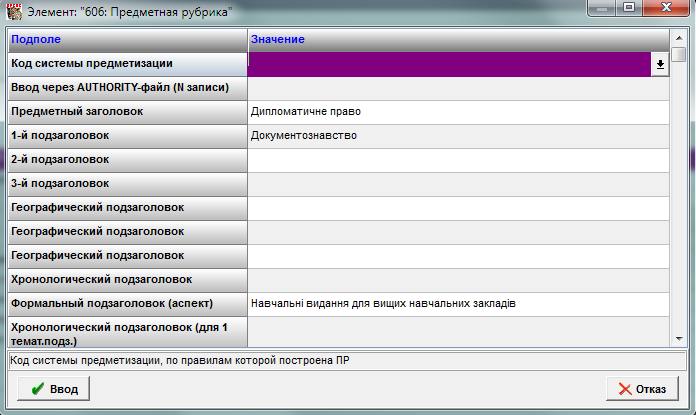 Элемент: "606: Предметная рубрика"
Подполе Значение
Код системы предметизации
Ввод через AUTHORITY-файл (N записи)
Предметный заголовок Дипломатичне право
1-й подзаголовок Документознавство
2-й подзаголовок
3-й подзаголовок
Географический подзаголовок
Географический подзаголовок
Географический подзаголовок
Хронологический подзаголовок
Формальный подзаголовок (аспект) Навчальні видання для вищих навчальних закладів
Хронологический подзаголовок (для 1
темат.подз.)
Код системы предметизации, по правилам которой построена ПР
Ввод Отказ